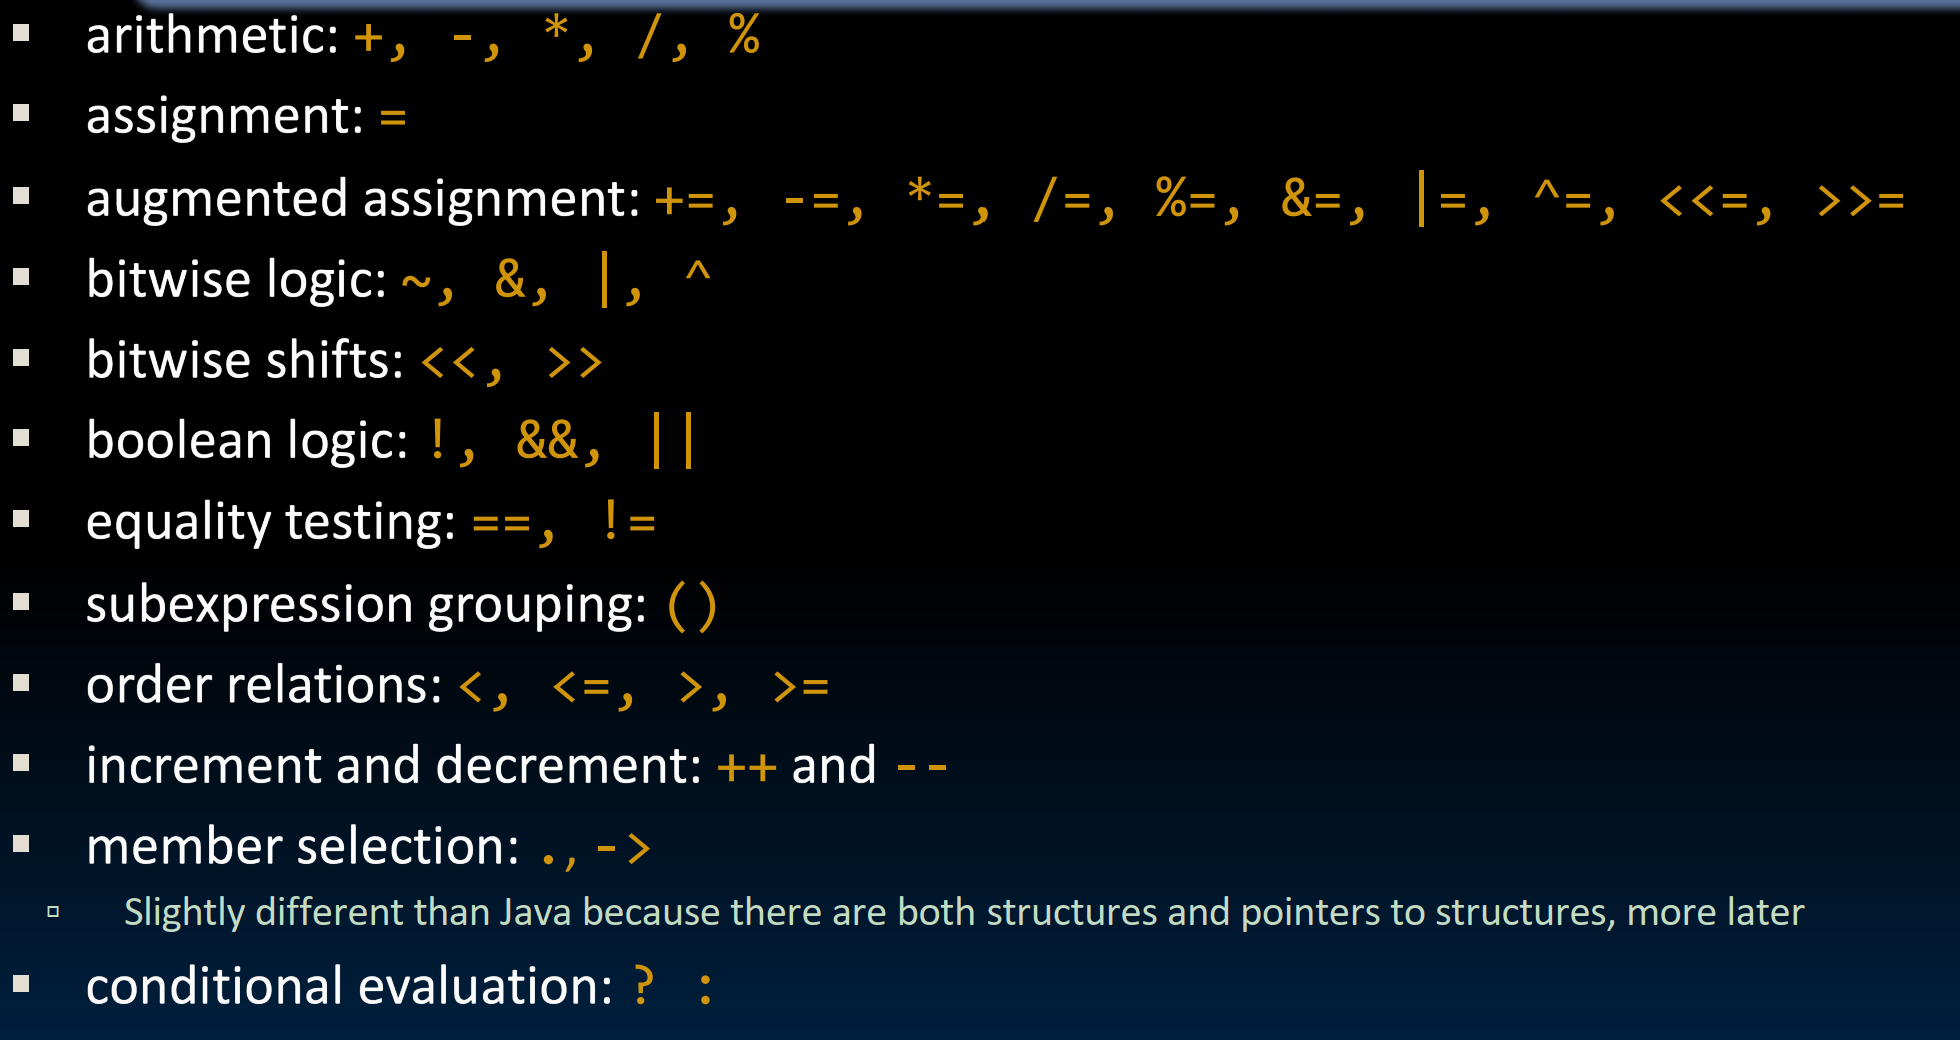 ▪ arithmetic: +, -, *, /, %
▪ assignment: =
▪ augmented assignment: +=, -=, *=, /=, %=, &=, |=, ^=, <<=, >>=
▪ bitwise logic: ~, &, |, ^
▪ bitwise shifts: <<, >>
▪ boolean logic: !, &&, ||
▪ equality testing: ==, !=
▪ subexpression grouping: ()
▪ order relations: <, <=, >, >=
▪ increment and decrement: ++ and --
▪ member selection: ., ->
▫ Slightly different than Java because there are both structures and pointers to structures, more later
▪ conditional evaluation: ? :